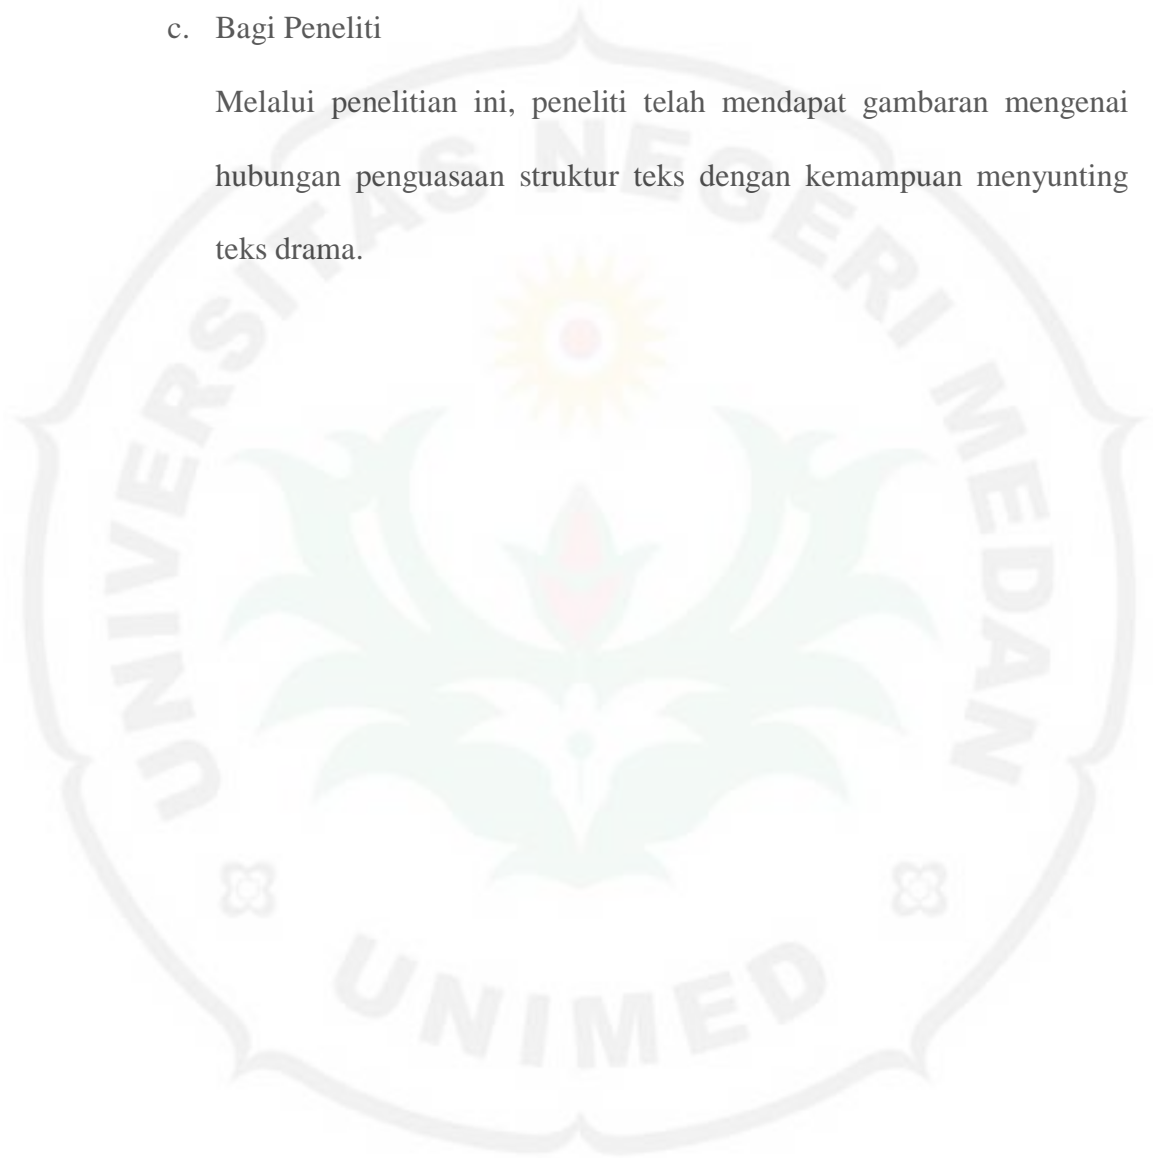 c. Bagi Peneliti
Melalui penelitian ini, peneliti telah mendapat gambaran mengenai
hubungan penguasaan struktur teks dengan kemampuan menyunting
teks drama.
UNIVERSITAS NEGERI MEDAN
UNIMED